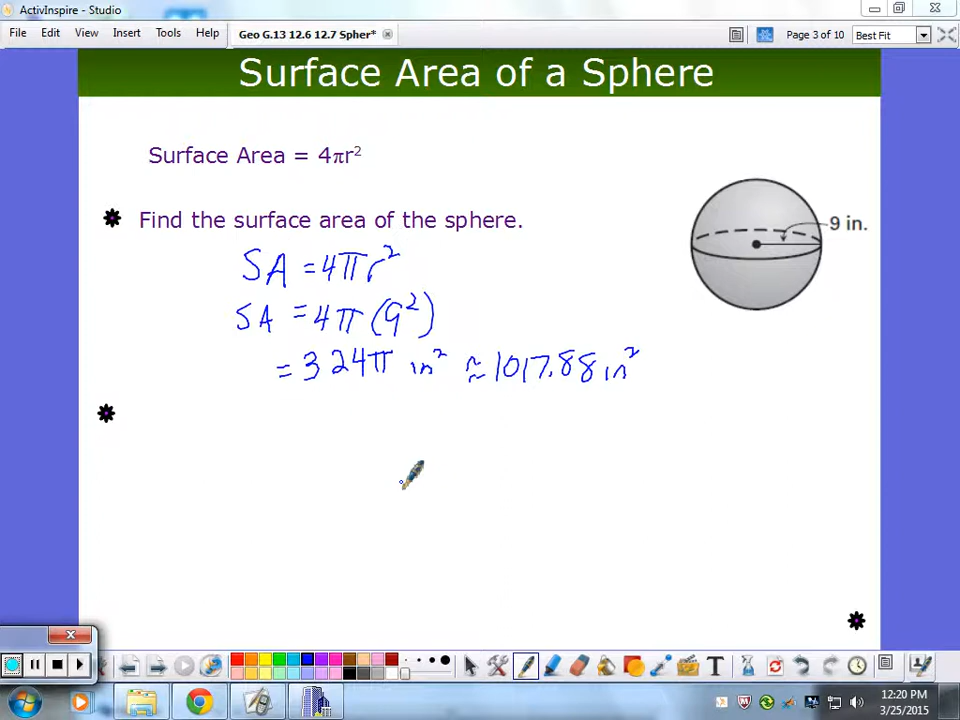 ActivInspire - Studio
File Edit View Insert Tools Help Geo G.13 12.6 12.7 Spher* Page 3 of 10 Best Fit
Surface Area of a Sphere
Surface Area = 4πr²
Find the surface area of the sphere.
9 in.
SA = 4πr²
SA = 4π(9²)
= 324π in² ≈ 1017.88 in²
T
12:20 PM
3/25/2015